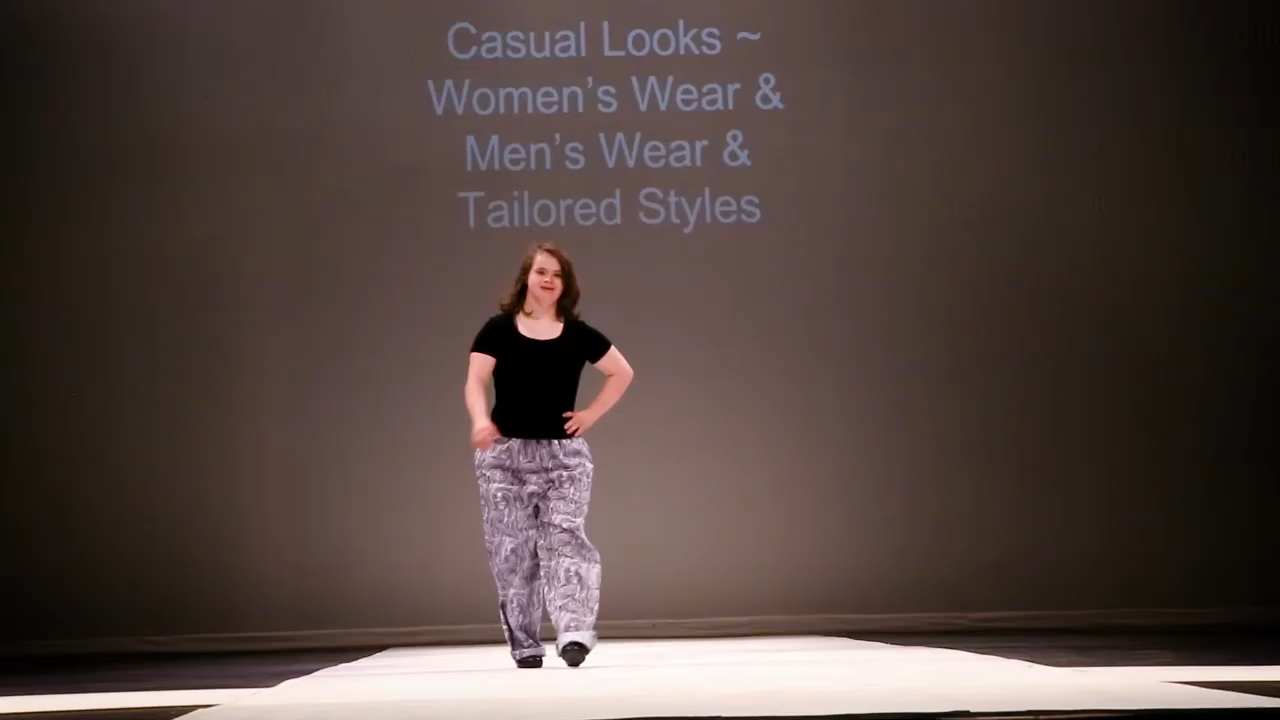 Casual Looks ~
Women’s Wear &
Men’s Wear &
Tailored Styles